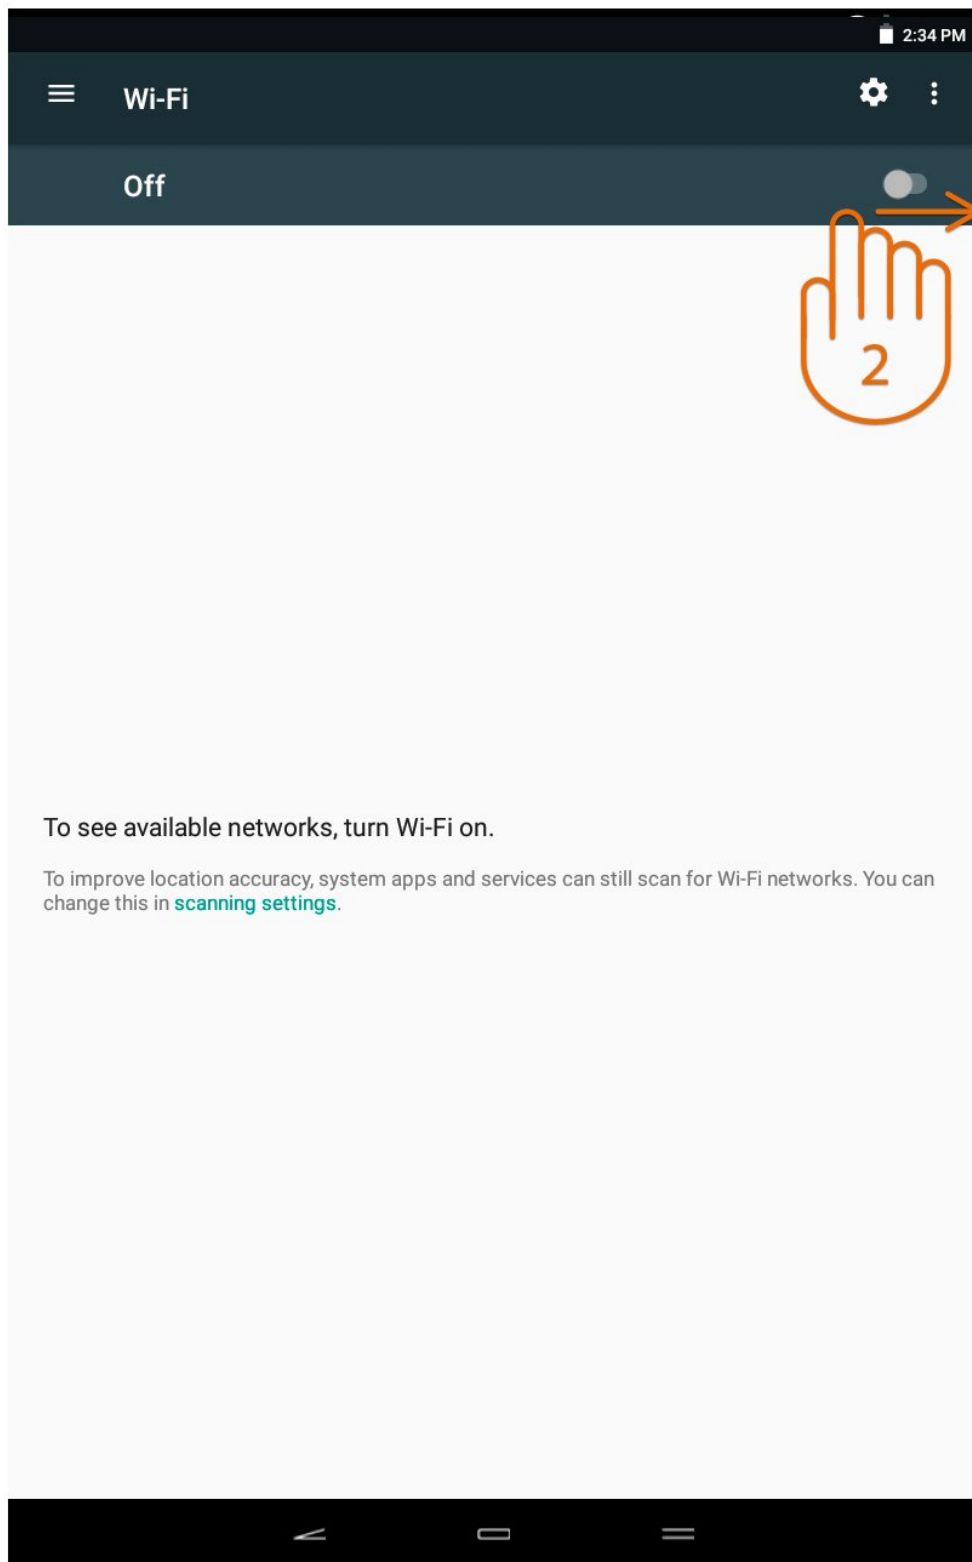 2:34 PM
Wi-Fi
Off
2
To see available networks, turn Wi-Fi on.
To improve location accuracy, system apps and services can still scan for Wi-Fi networks. You can
change this in scanning settings.